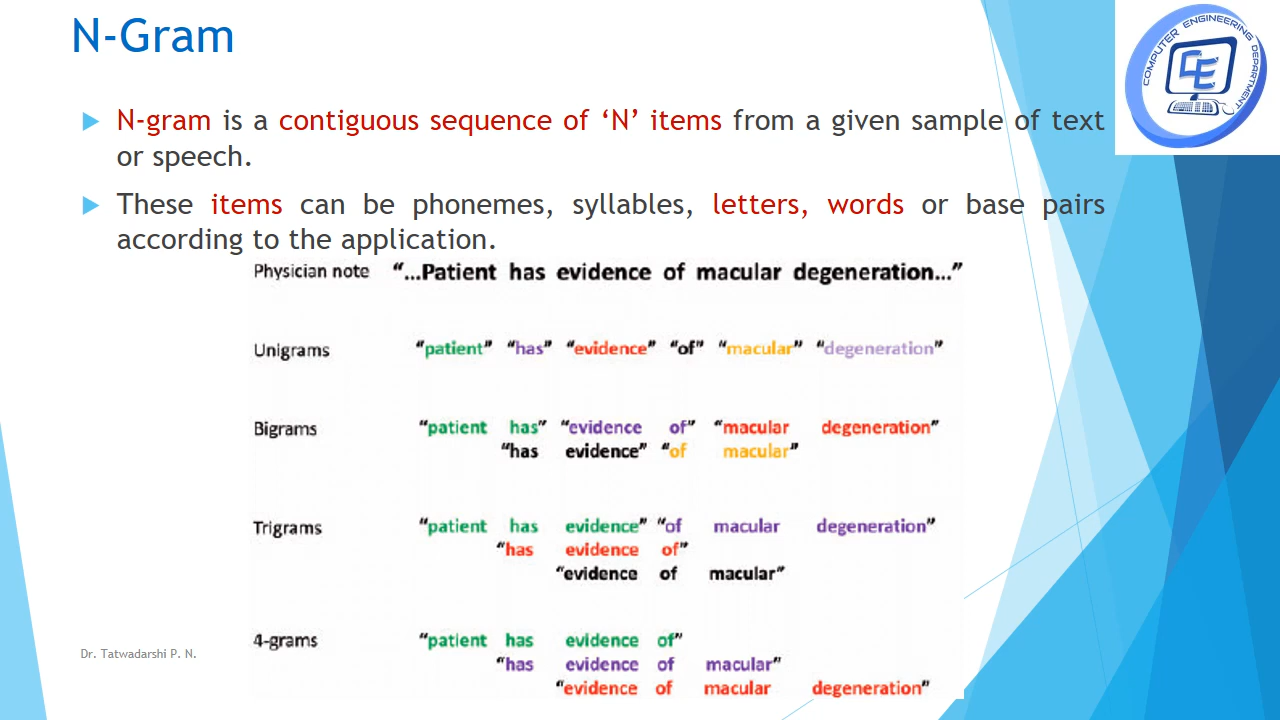 N-Gram
COMPUTER ENGINEERING DEPARTMENT
CE
N-gram is a contiguous sequence of ‘N’ items from a given sample of text
or speech.
These items can be phonemes, syllables, letters, words or base pairs
according to the application.
Physician note “...Patient has evidence of macular degeneration...”
Unigrams “patient” “has” “evidence” “of” “macular” “degeneration”
Bigrams “patient has” “evidence of” “macular degeneration”
“has evidence” “of macular”
Trigrams “patient has evidence” “of macular degeneration”
“has evidence of”
“evidence of macular”
4-grams “patient has evidence of”
“has evidence of macular”
“evidence of macular degeneration”
Dr. Tatwadarshi P. N.